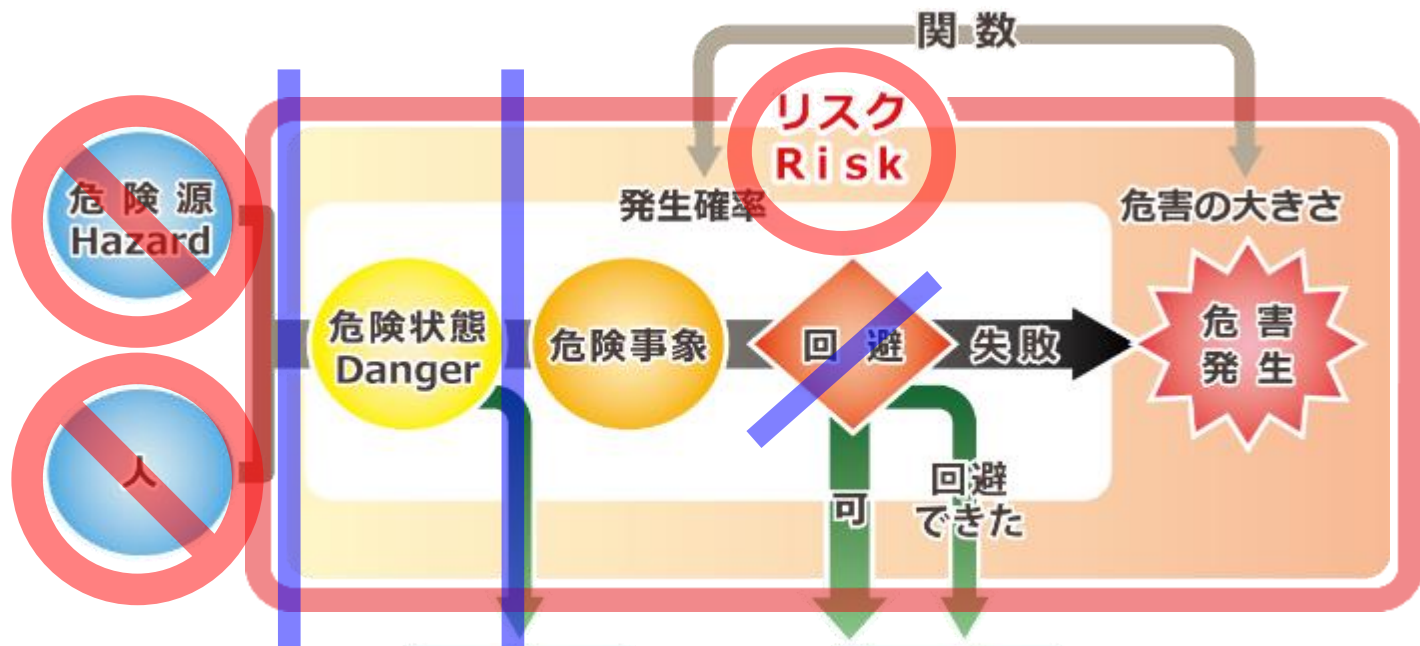 関数
リスク
Risk
危険源
Hazard
発生確率
危害の大きさ
危険状態
Danger
危険事象
回避
失敗
危害
発生
人
可
回避
できた